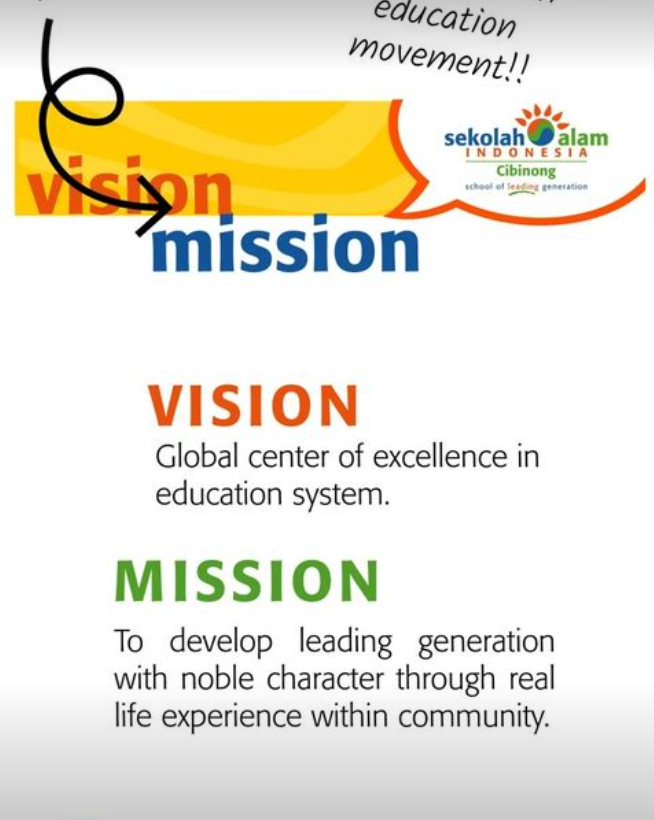 education
movement!!
sekolah alam
INDONESIA
Cibinong
school of leading generation
vision
mission
VISION
Global center of excellence in
education system.
MISSION
To develop leading generation
with noble character through real
life experience within community.